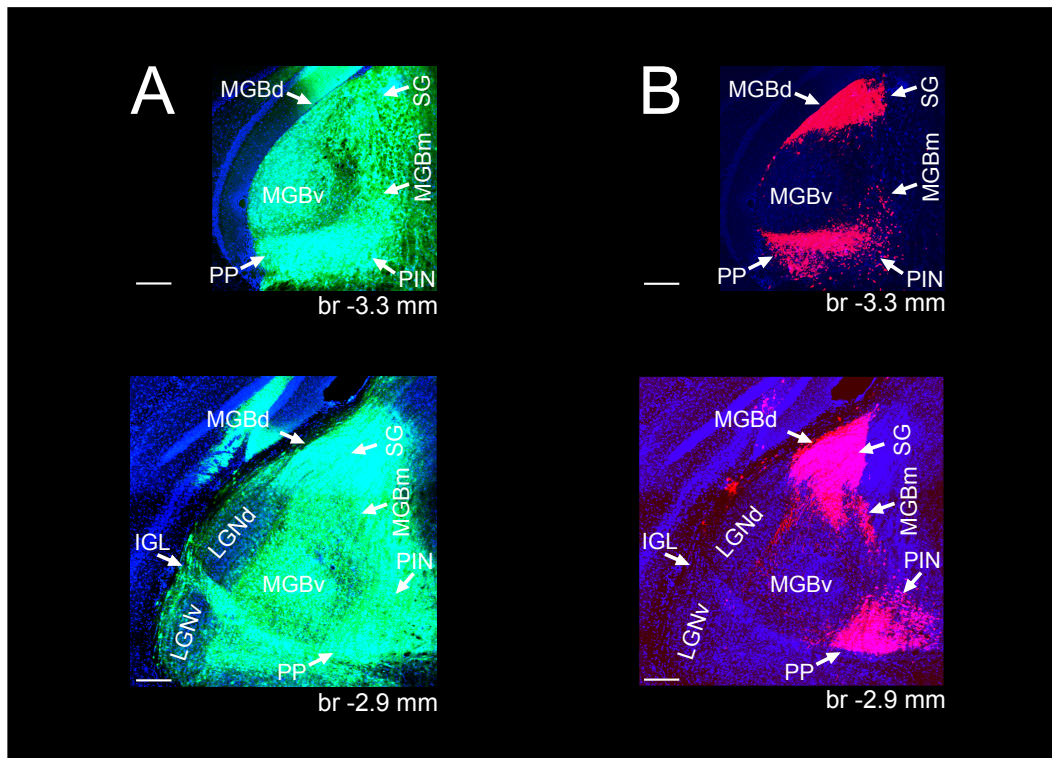 A
MGBd
SG
MGBm
MGBv
PP
PIN
br -3.3 mm
B
MGBd
SG
MGBm
MGBv
PP
PIN
br -3.3 mm
MGBd
SG
MGBm
LGNd
IGL
PIN
MGBv
LGNv
PP
br -2.9 mm
MGBd
SG
MGBm
LGNd
IGL
PIN
MGBv
LGNv
PP
br -2.9 mm